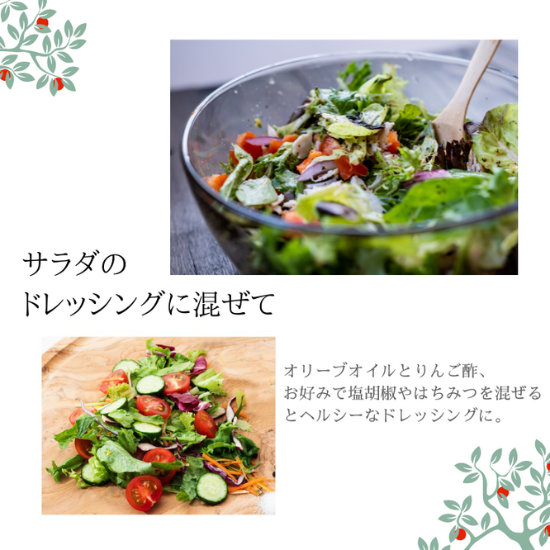 サラダの
ドレッシングに混ぜて
オリーブオイルとりんご酢、
お好みで塩胡椒やはちみつを混ぜる
とヘルシーなドレッシングに。